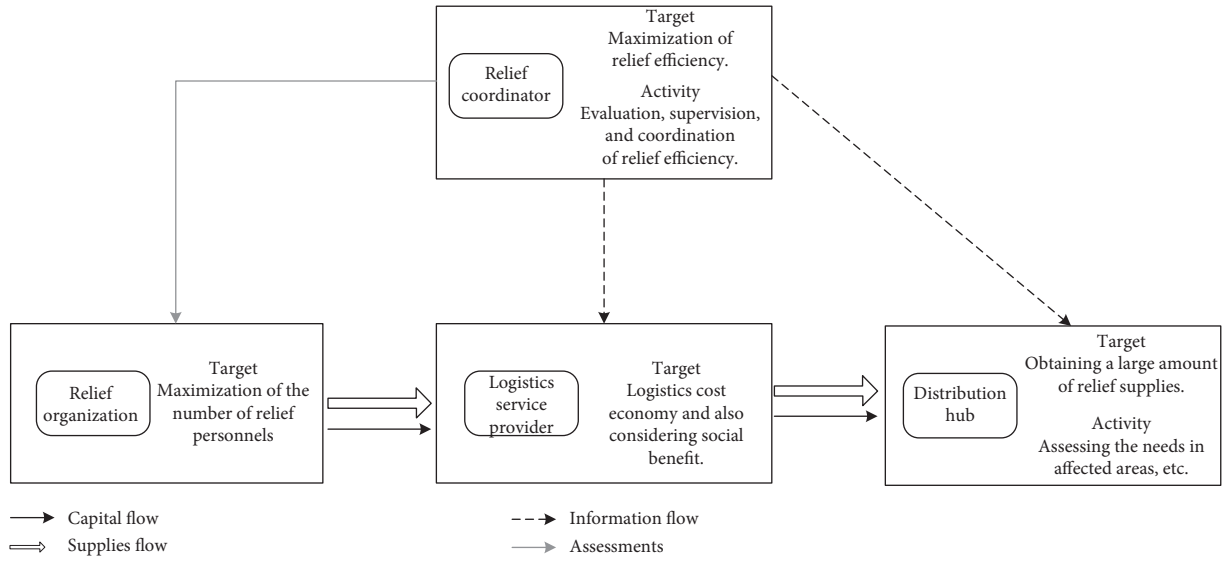 Relief
coordinator
Target
Maximization of
relief efficiency.
Activity
Evaluation, supervision,
and coordination
of relief efficiency.
Relief
organization
Target
Maximization of the
number of relief
personnels
Logistics
service
provider
Target
Logistics cost
economy and also
considering social
benefit.
Distribution
hub
Target
Obtaining a large amount
of relief supplies.
Activity
Assessing the needs in
affected areas, etc.
Capital flow
Supplies flow
Information flow
Assessments